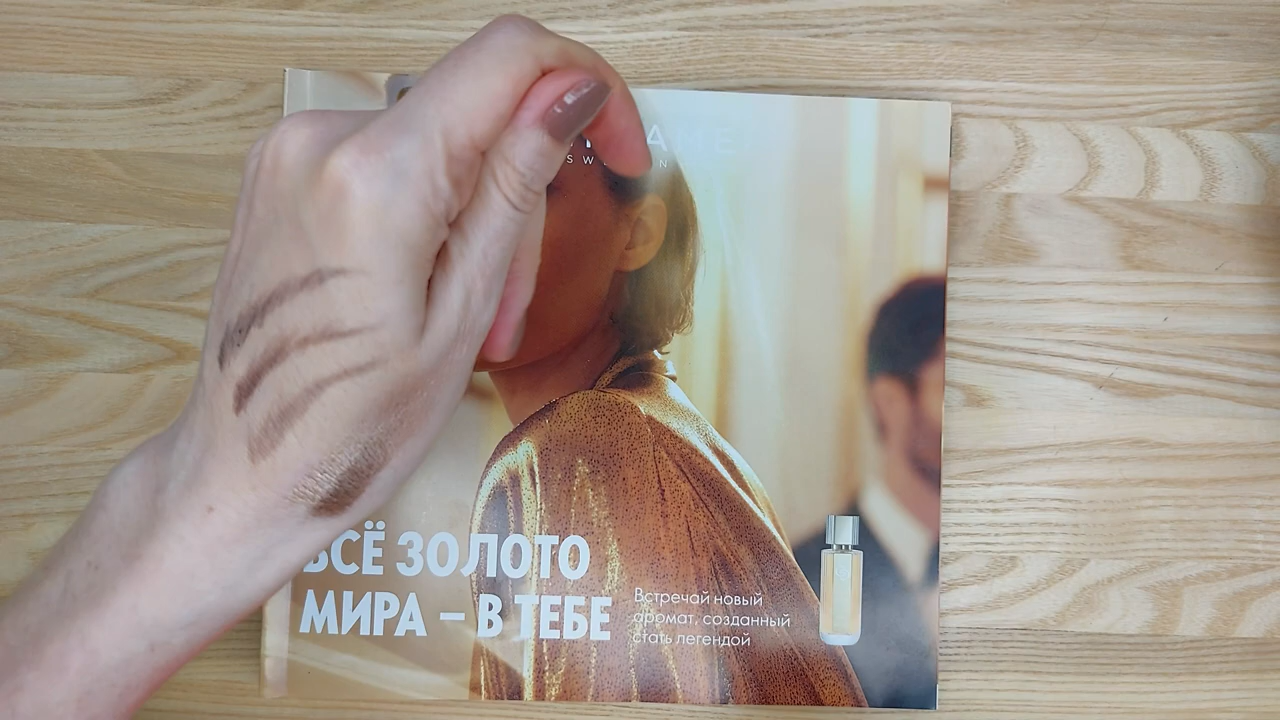 ВСЁ ЗОЛОТО
МИРА – В ТЕБЕ
Встречай новый
аромат, созданный
стать легендой